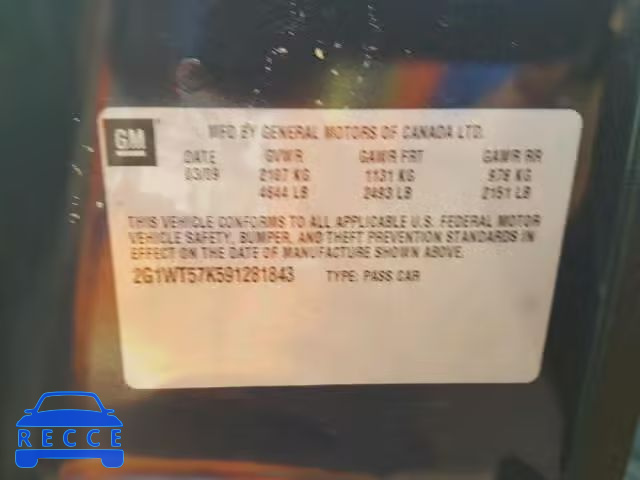 GM
MFD BY GENERAL MOTORS OF CANADA LTD.
DATE GVWR GAWR FRT GAWR RR
03/09 2107 KG 1131 KG 976 KG
4644 LB 2493 LB 2151 LB
THIS VEHICLE CONFORMS TO ALL APPLICABLE U.S. FEDERAL MOTOR
VEHICLE SAFETY, BUMPER, AND THEFT PREVENTION STANDARDS IN
EFFECT ON THE DATE OF MANUFACTURE SHOWN ABOVE.
2G1WT57K591281843 TYPE: PASS CAR
RECCE